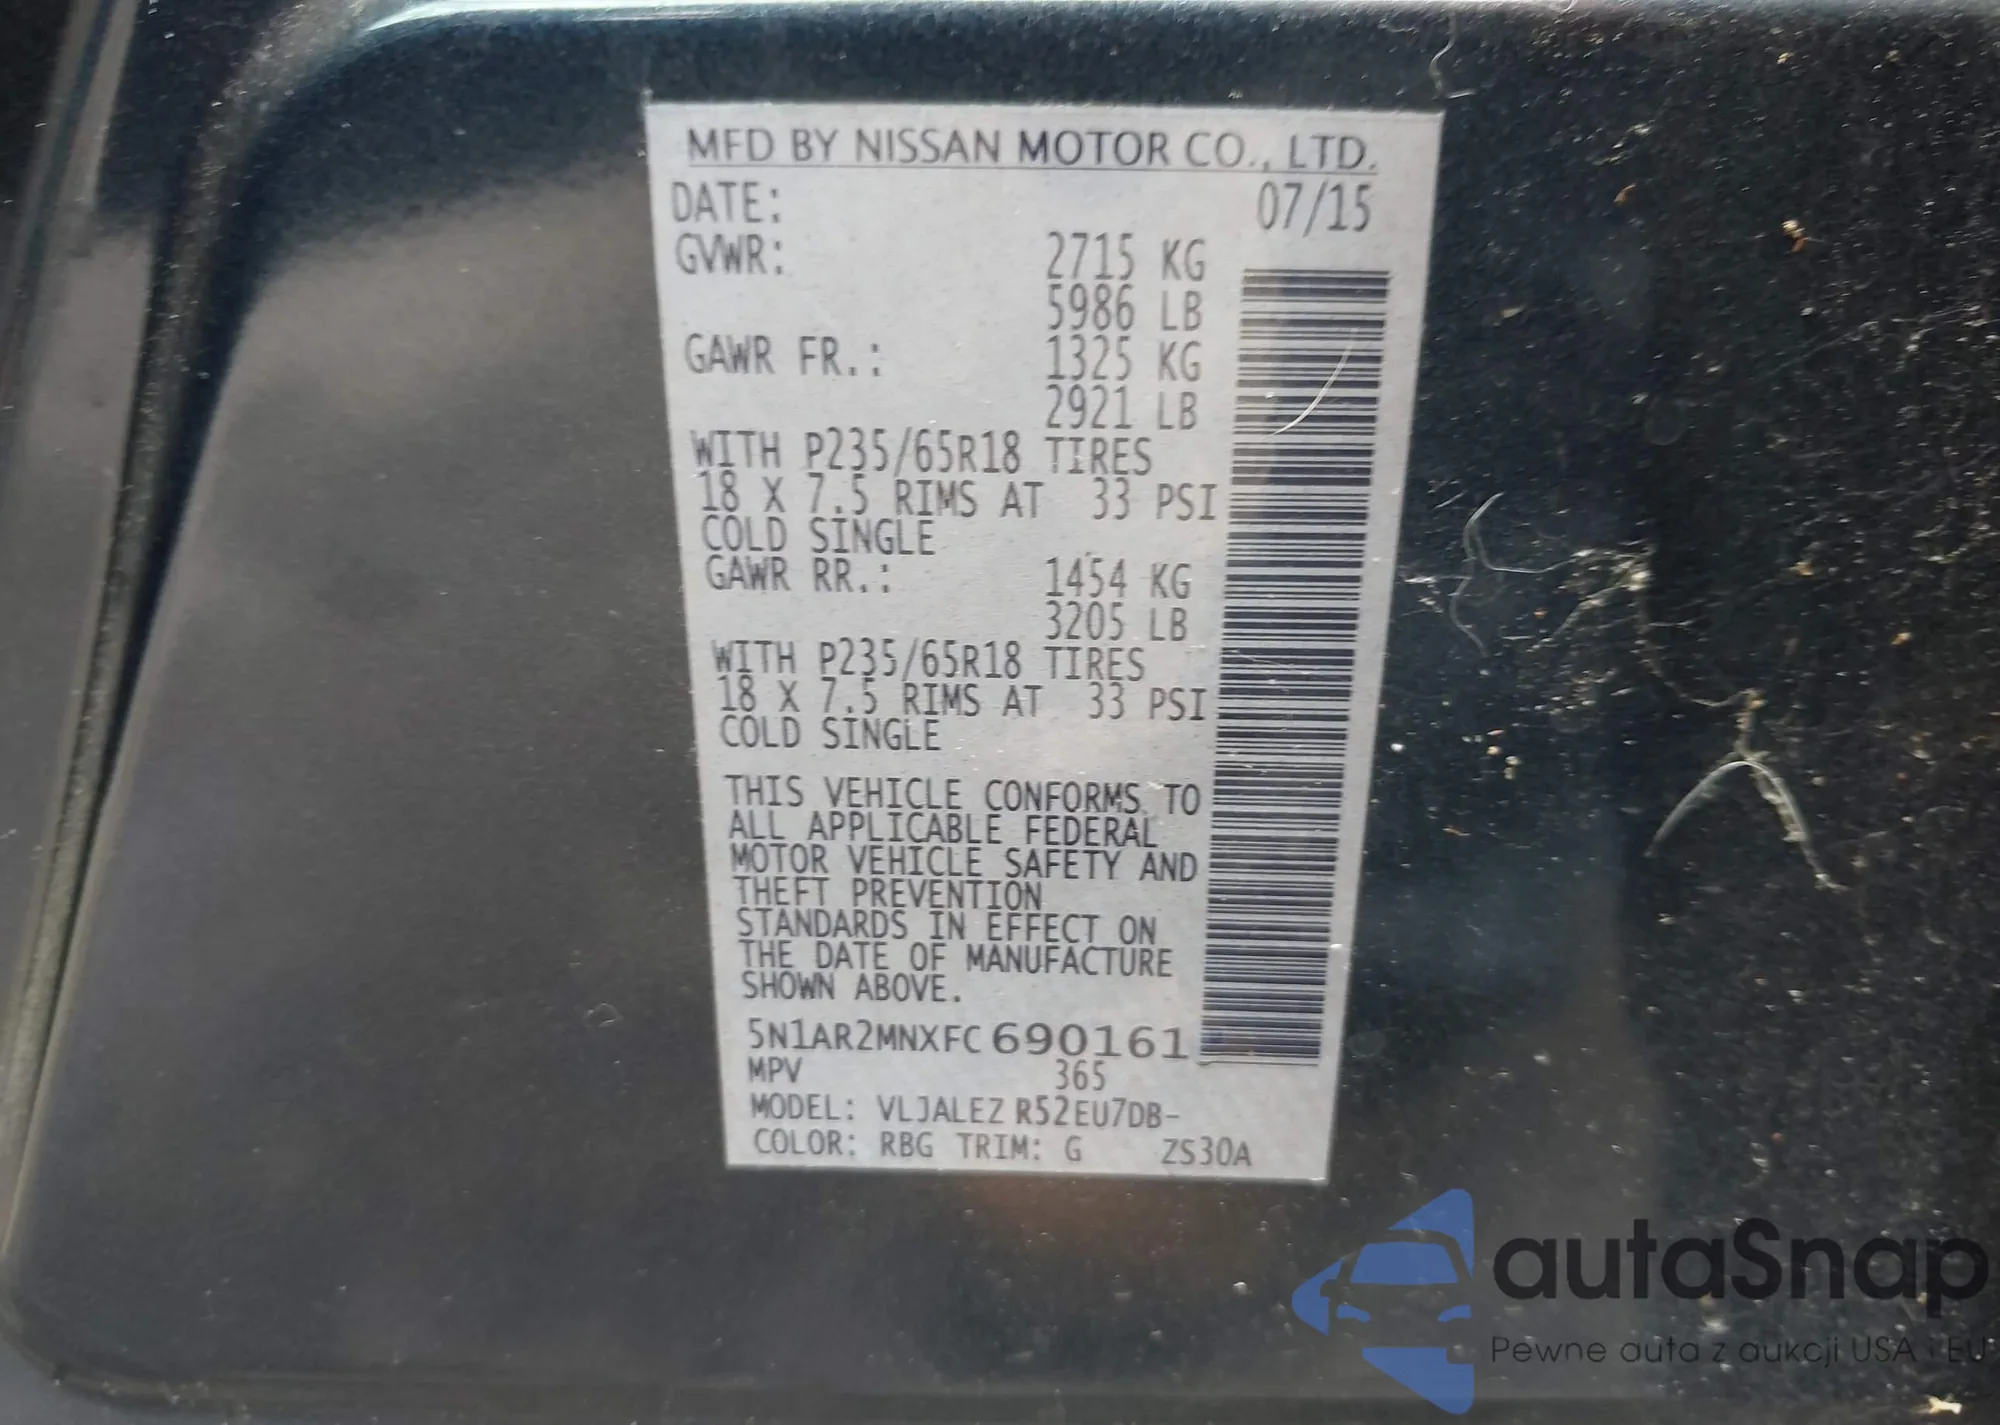 MFD BY NISSAN MOTOR CO., LTD.
DATE: 07/15
GVWR: 2715 KG
5986 LB
GAWR FR.: 1325 KG
2921 LB
WITH P235/65R18 TIRES
18 X 7.5 RIMS AT 33 PSI
COLD SINGLE
GAWR RR.: 1454 KG
3205 LB
WITH P235/65R18 TIRES
18 X 7.5 RIMS AT 33 PSI
COLD SINGLE
THIS VEHICLE CONFORMS TO
ALL APPLICABLE FEDERAL
MOTOR VEHICLE SAFETY AND
THEFT PREVENTION
STANDARDS IN EFFECT ON
THE DATE OF MANUFACTURE
SHOWN ABOVE.
5N1AR2MNXFC690161
MPV 365
MODEL: VLJALEZ R52EU7DB-
COLOR: RBG TRIM: G ZS30A
autaSnap
Pewne auta z aukcji USA i EU